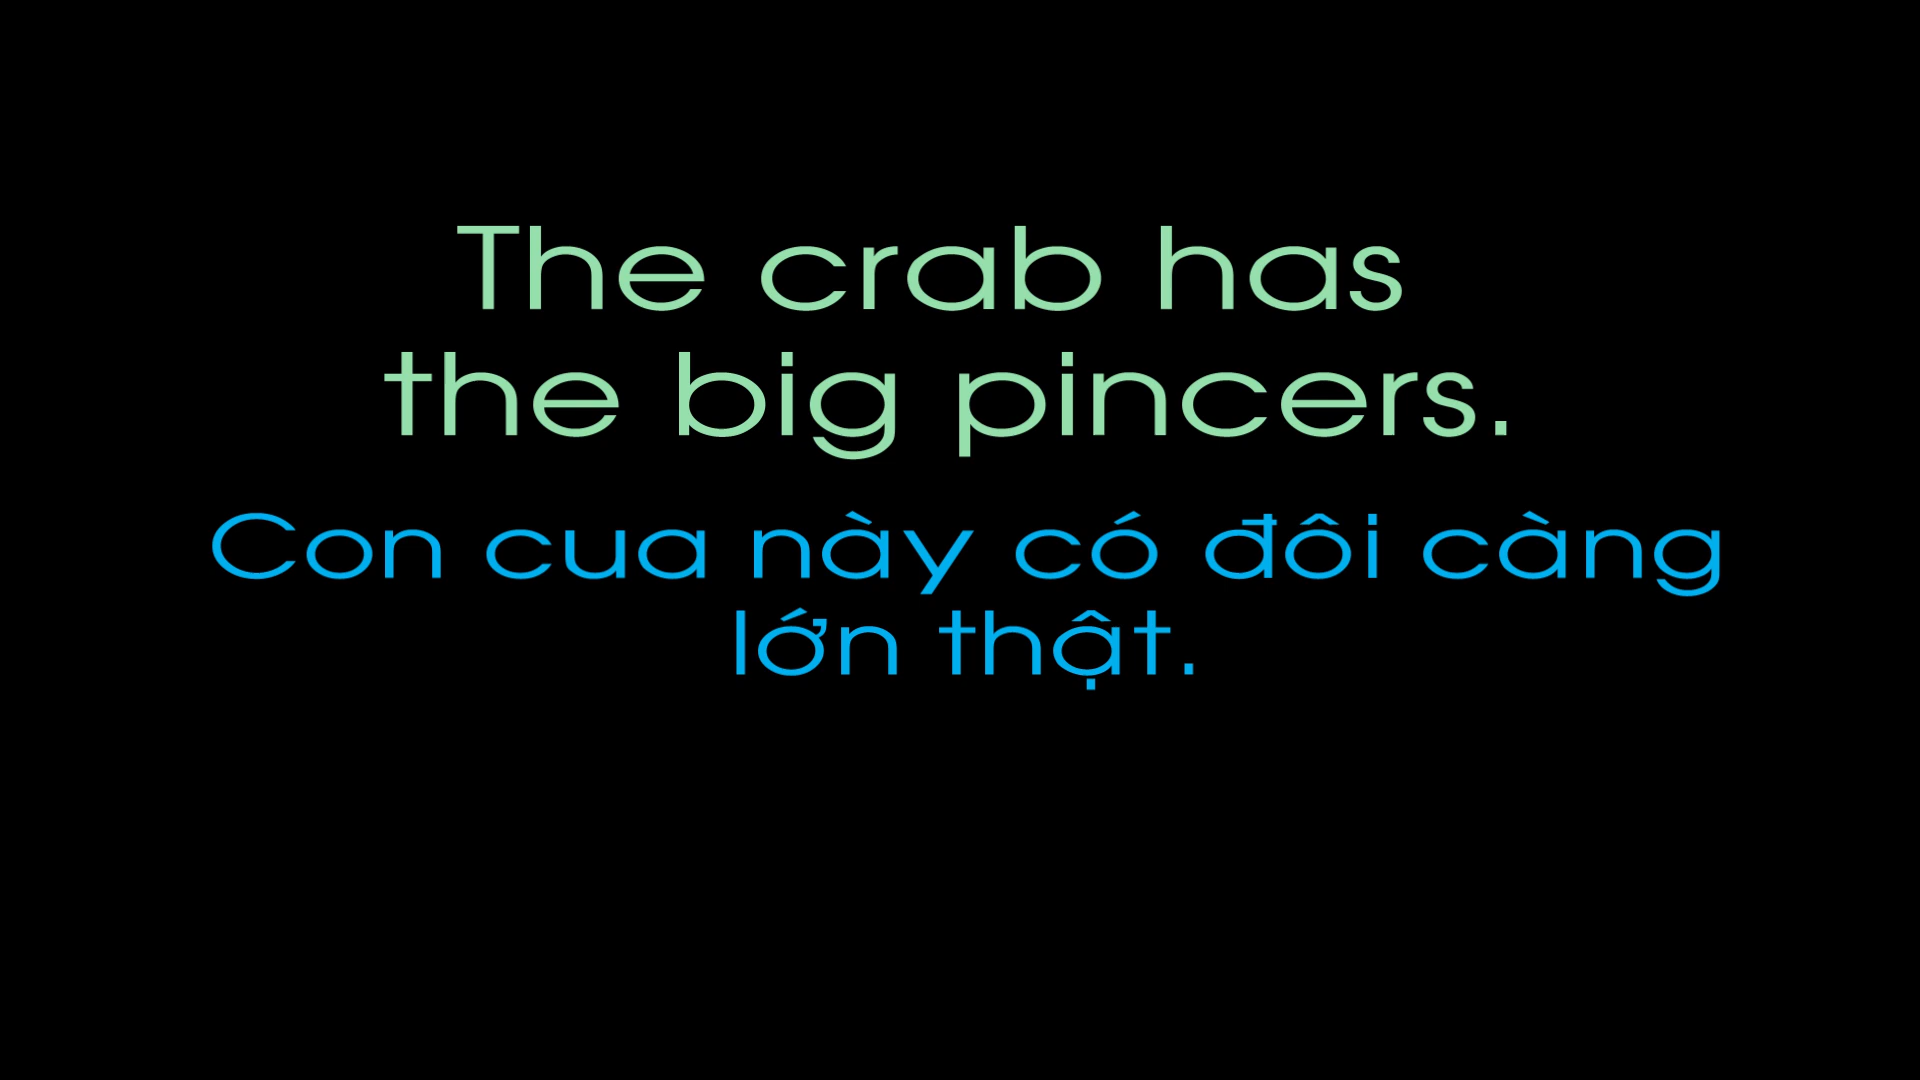 The crab has
the big pincers.
Con cua này có đôi càng
lớn thật.